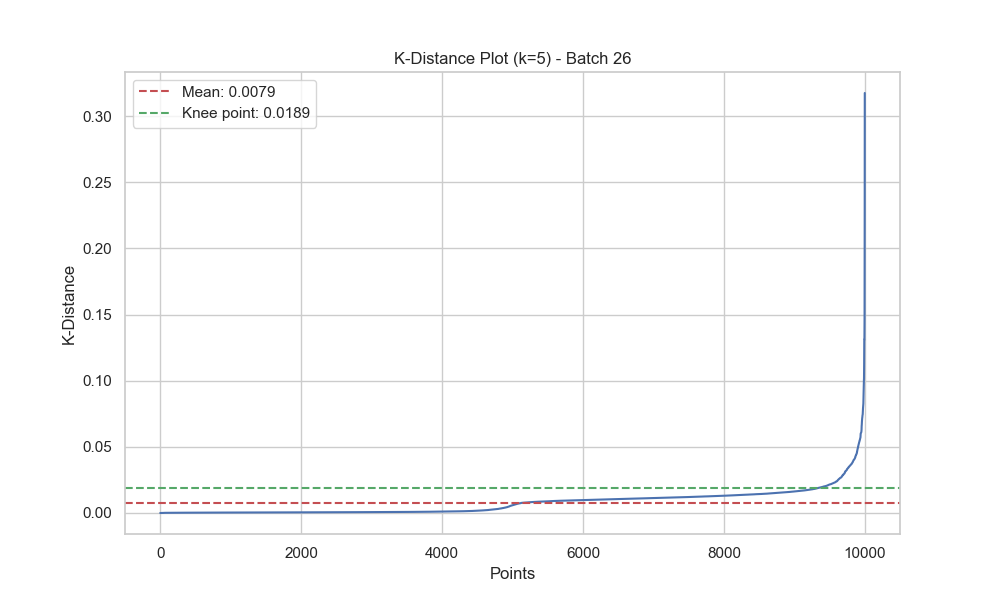 K-Distance Plot (k=5) - Batch 26
Mean: 0.0079
Knee point: 0.0189
0.30
0.25
0.20
0.15
0.10
0.05
0.00
K-Distance
0 2000 4000 6000 8000 10000
Points